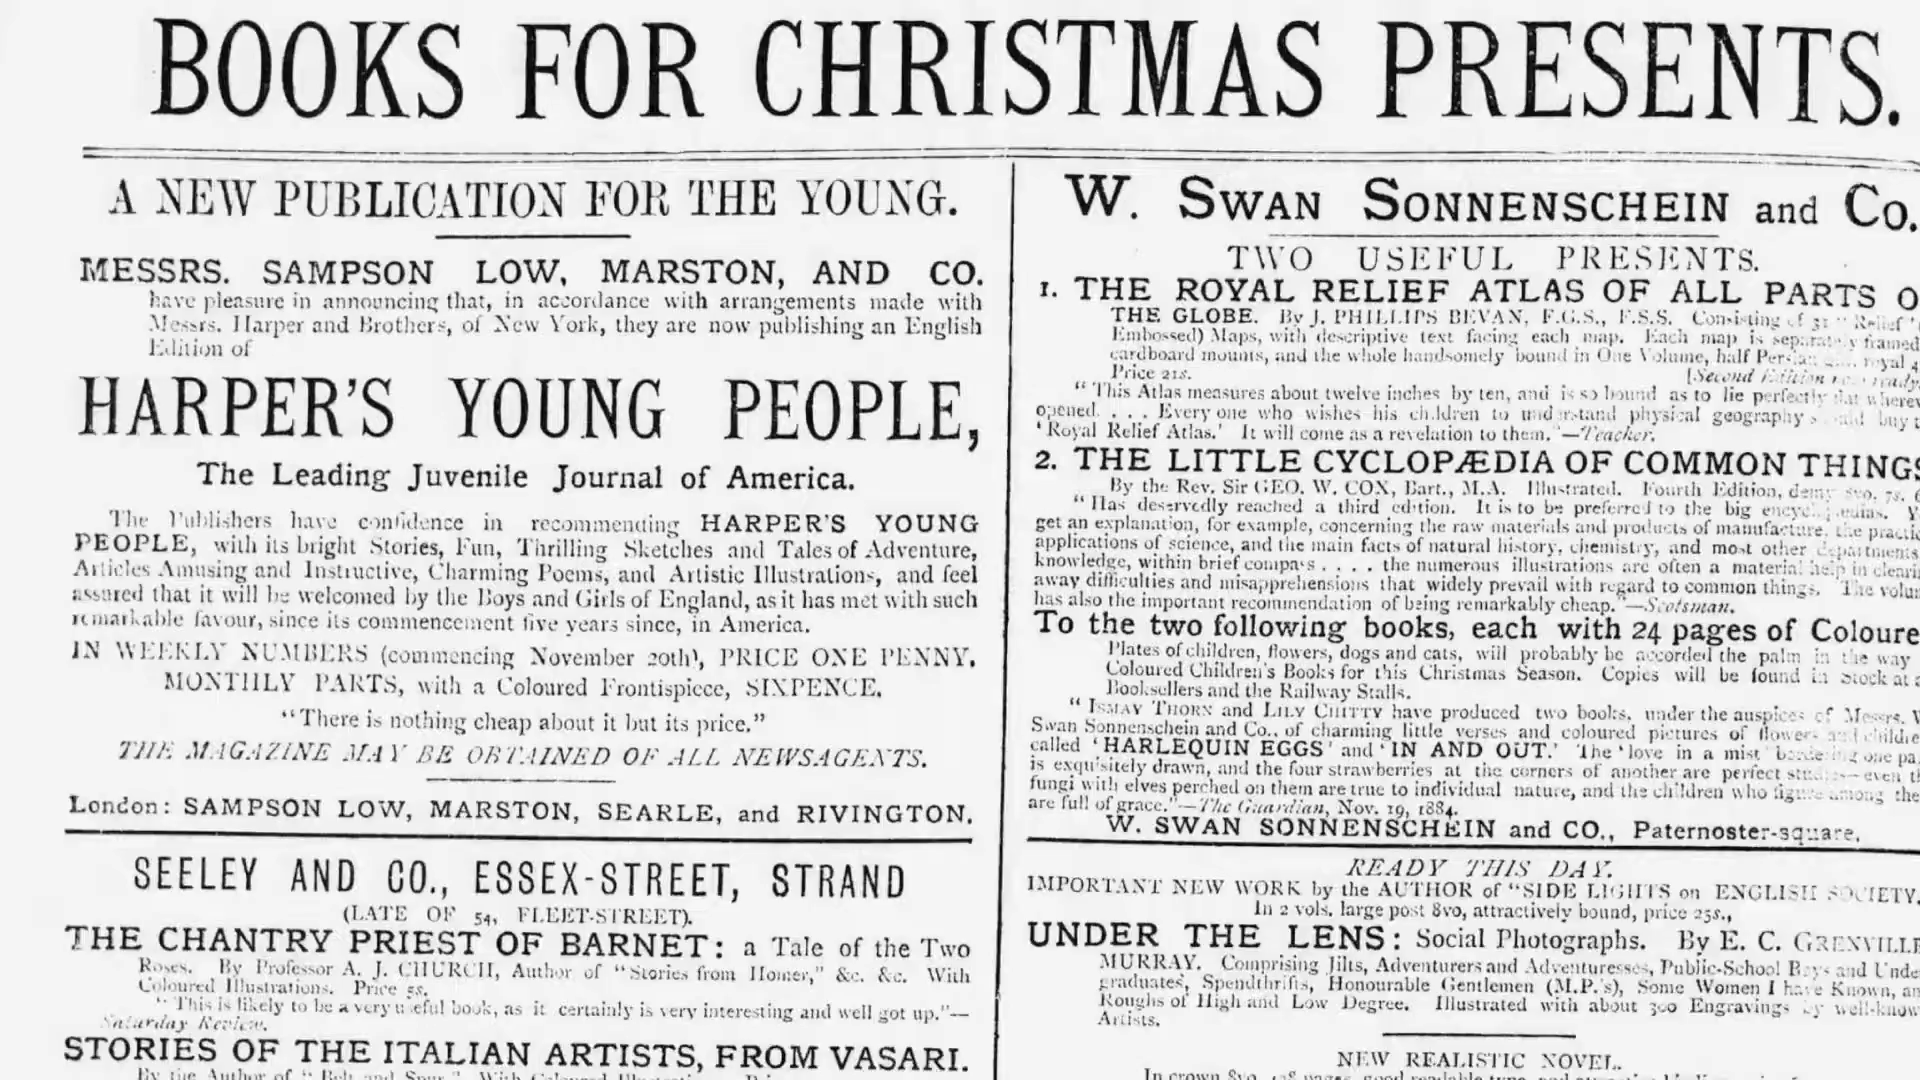 BOOKS FOR CHRISTMAS PRESENTS.
A NEW PUBLICATION FOR THE YOUNG.
MESSRS. SAMPSON LOW, MARSTON, AND CO.
have pleasure in announcing that, in accordance with arrangements made with
Messrs. Harper and Brothers, of New York, they are now publishing an English
Edition of
HARPER'S YOUNG PEOPLE,
The Leading Juvenile Journal of America.
The Publishers have confidence in recommending HARPER'S YOUNG
PEOPLE, with its bright Stories, Fun, Thrilling Sketches and Tales of Adventure,
Articles Amusing and Instructive, Charming Poems, and Artistic Illustrations, and feel
assured that it will be welcomed by the Boys and Girls of England, as it has met with such
remarkable favour, since its commencement five years since, in America.
IN WEEKLY NUMBERS (commencing November 20th), PRICE ONE PENNY.
MONTHLY PARTS, with a Coloured Frontispiece, SIXPENCE.
"There is nothing cheap about it but its price."
THE MAGAZINE MAY BE OBTAINED OF ALL NEWSAGENTS.
London: SAMPSON LOW, MARSTON, SEARLE, and RIVINGTON.
SEELEY AND CO., ESSEX-STREET, STRAND
(LATE OF 54, FLEET-STREET).
THE CHANTRY PRIEST OF BARNET: a Tale of the Two
Roses. By Professor A. J. CHURCH, Author of "Stories from Homer," &c. &c. With
Coloured Illustrations. Price 5s.
"This is likely to be a very useful book, as it certainly is very interesting and well got up."—
Saturday Review.
STORIES OF THE ITALIAN ARTISTS, FROM VASARI.
By the Author of "Belt and Spur." With Coloured
W. SWAN SONNENSCHEIN and Co.
TWO USEFUL PRESENTS.
1. THE ROYAL RELIEF ATLAS OF ALL PARTS O
THE GLOBE. By J. PHILLIPS BEVAN, F.G.S., F.S.S. Consisting of 31 "Relief"
Embossed) Maps, with descriptive text facing each map. Each map is separately framed
cardboard mounts, and the whole handsomely bound in One Volume, half Persian royal 4
Price 21s. [Second Edition now ready
"This Atlas measures about twelve inches by ten, and is so bound as to lie perfectly flat wherev
opened. . . . Every one who wishes his children to understand physical geography should buy t
'Royal Relief Atlas.' It will come as a revelation to them."—Teacher.
2. THE LITTLE CYCLOPÆDIA OF COMMON THINGS
By the Rev. Sir GEO. W. COX, Bart., M.A. Illustrated. Fourth Edition, demy 8vo, 7s. 6
"Has deservedly reached a third edition. It is to be preferred to the big encyclopædias. Y
get an explanation, for example, concerning the raw materials and products of manufacture, the practic
applications of science, and the main facts of natural history, chemistry, and most other departments
knowledge, within brief compass . . . . the numerous illustrations are often a material help in cleari
away difficulties and misapprehensions that widely prevail with regard to common things. The volum
has also the important recommendation of being remarkably cheap."—Scotsman.
To the two following books, each with 24 pages of Coloure
Plates of children, flowers, dogs and cats, will probably be accorded the palm in the way
Coloured Children's Books for this Christmas Season. Copies will be found in Stock at a
Booksellers and the Railway Stalls.
"ISMAY THORN and LILY CHITTY have produced two books, under the auspices of Messrs. W
Swan Sonnenschein and Co., of charming little verses and coloured pictures of flowers and childre
called 'HARLEQUIN EGGS' and 'IN AND OUT.' The 'love in a mist' bordering one pa
is exquisitely drawn, and the four strawberries at the corners of another are perfect studies—even th
fungi with elves perched on them are true to individual nature, and the children who figure among the
are full of grace."—The Guardian, Nov. 19, 1884.
W. SWAN SONNENSCHEIN and CO., Paternoster-square.
READY THIS DAY.
IMPORTANT NEW WORK by the AUTHOR of "SIDE LIGHTS on ENGLISH SOCIETY.
In 2 vols. large post 8vo, attractively bound, price 25s.,
UNDER THE LENS: Social Photographs. By E. C. GRENVILLE
MURRAY. Comprising Jilts, Adventurers and Adventuresses, Public-School Boys and Unde
graduates, Spendthrifts, Honourable Gentlemen (M.P.'s), Some Women I have Known, an
Roughs of High and Low Degree. Illustrated with about 300 Engravings by well-know
Artists.
NEW REALISTIC NOVEL.
In crown 8vo, pages, good readable type, and